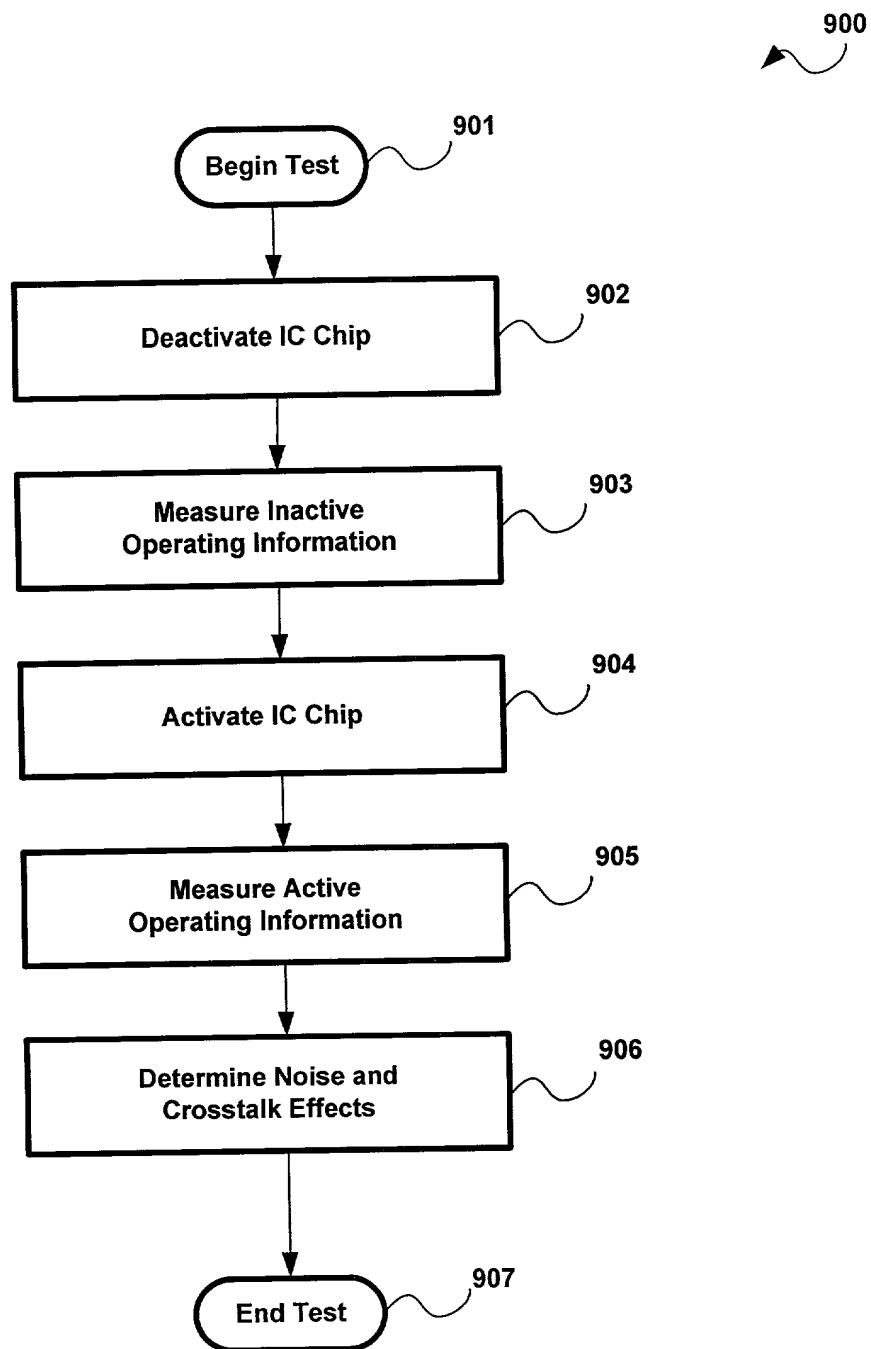 900
Begin Test
901
Deactivate IC Chip
902
Measure Inactive
Operating Information
903
Activate IC Chip
904
Measure Active
Operating Information
905
Determine Noise and
Crosstalk Effects
906
End Test
907